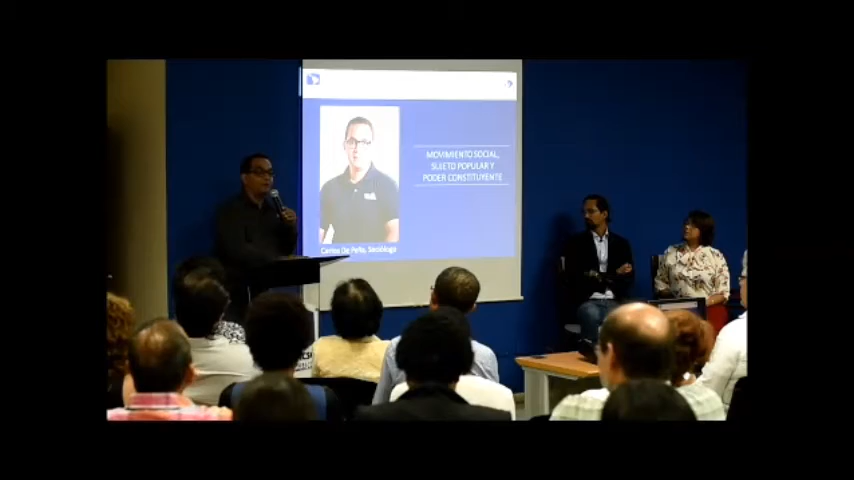 MOVIMIENTO SOCIAL,
SUJETO POPULAR Y
PODER CONSTITUYENTE
Carlos De Peña, Sociólogo